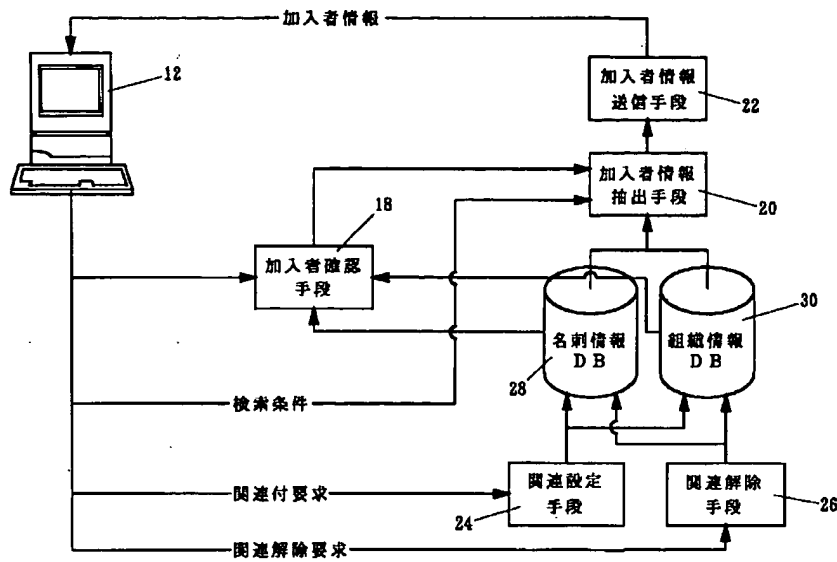 加入者情報
12
加入者情報
送信手段
22
加入者情報
抽出手段
20
18
加入者確認
手段
30
名刺情報
DB
28
組織情報
DB
検索条件
関連付要求
関連設定
手段
24
関連解除
手段
26
関連解除要求